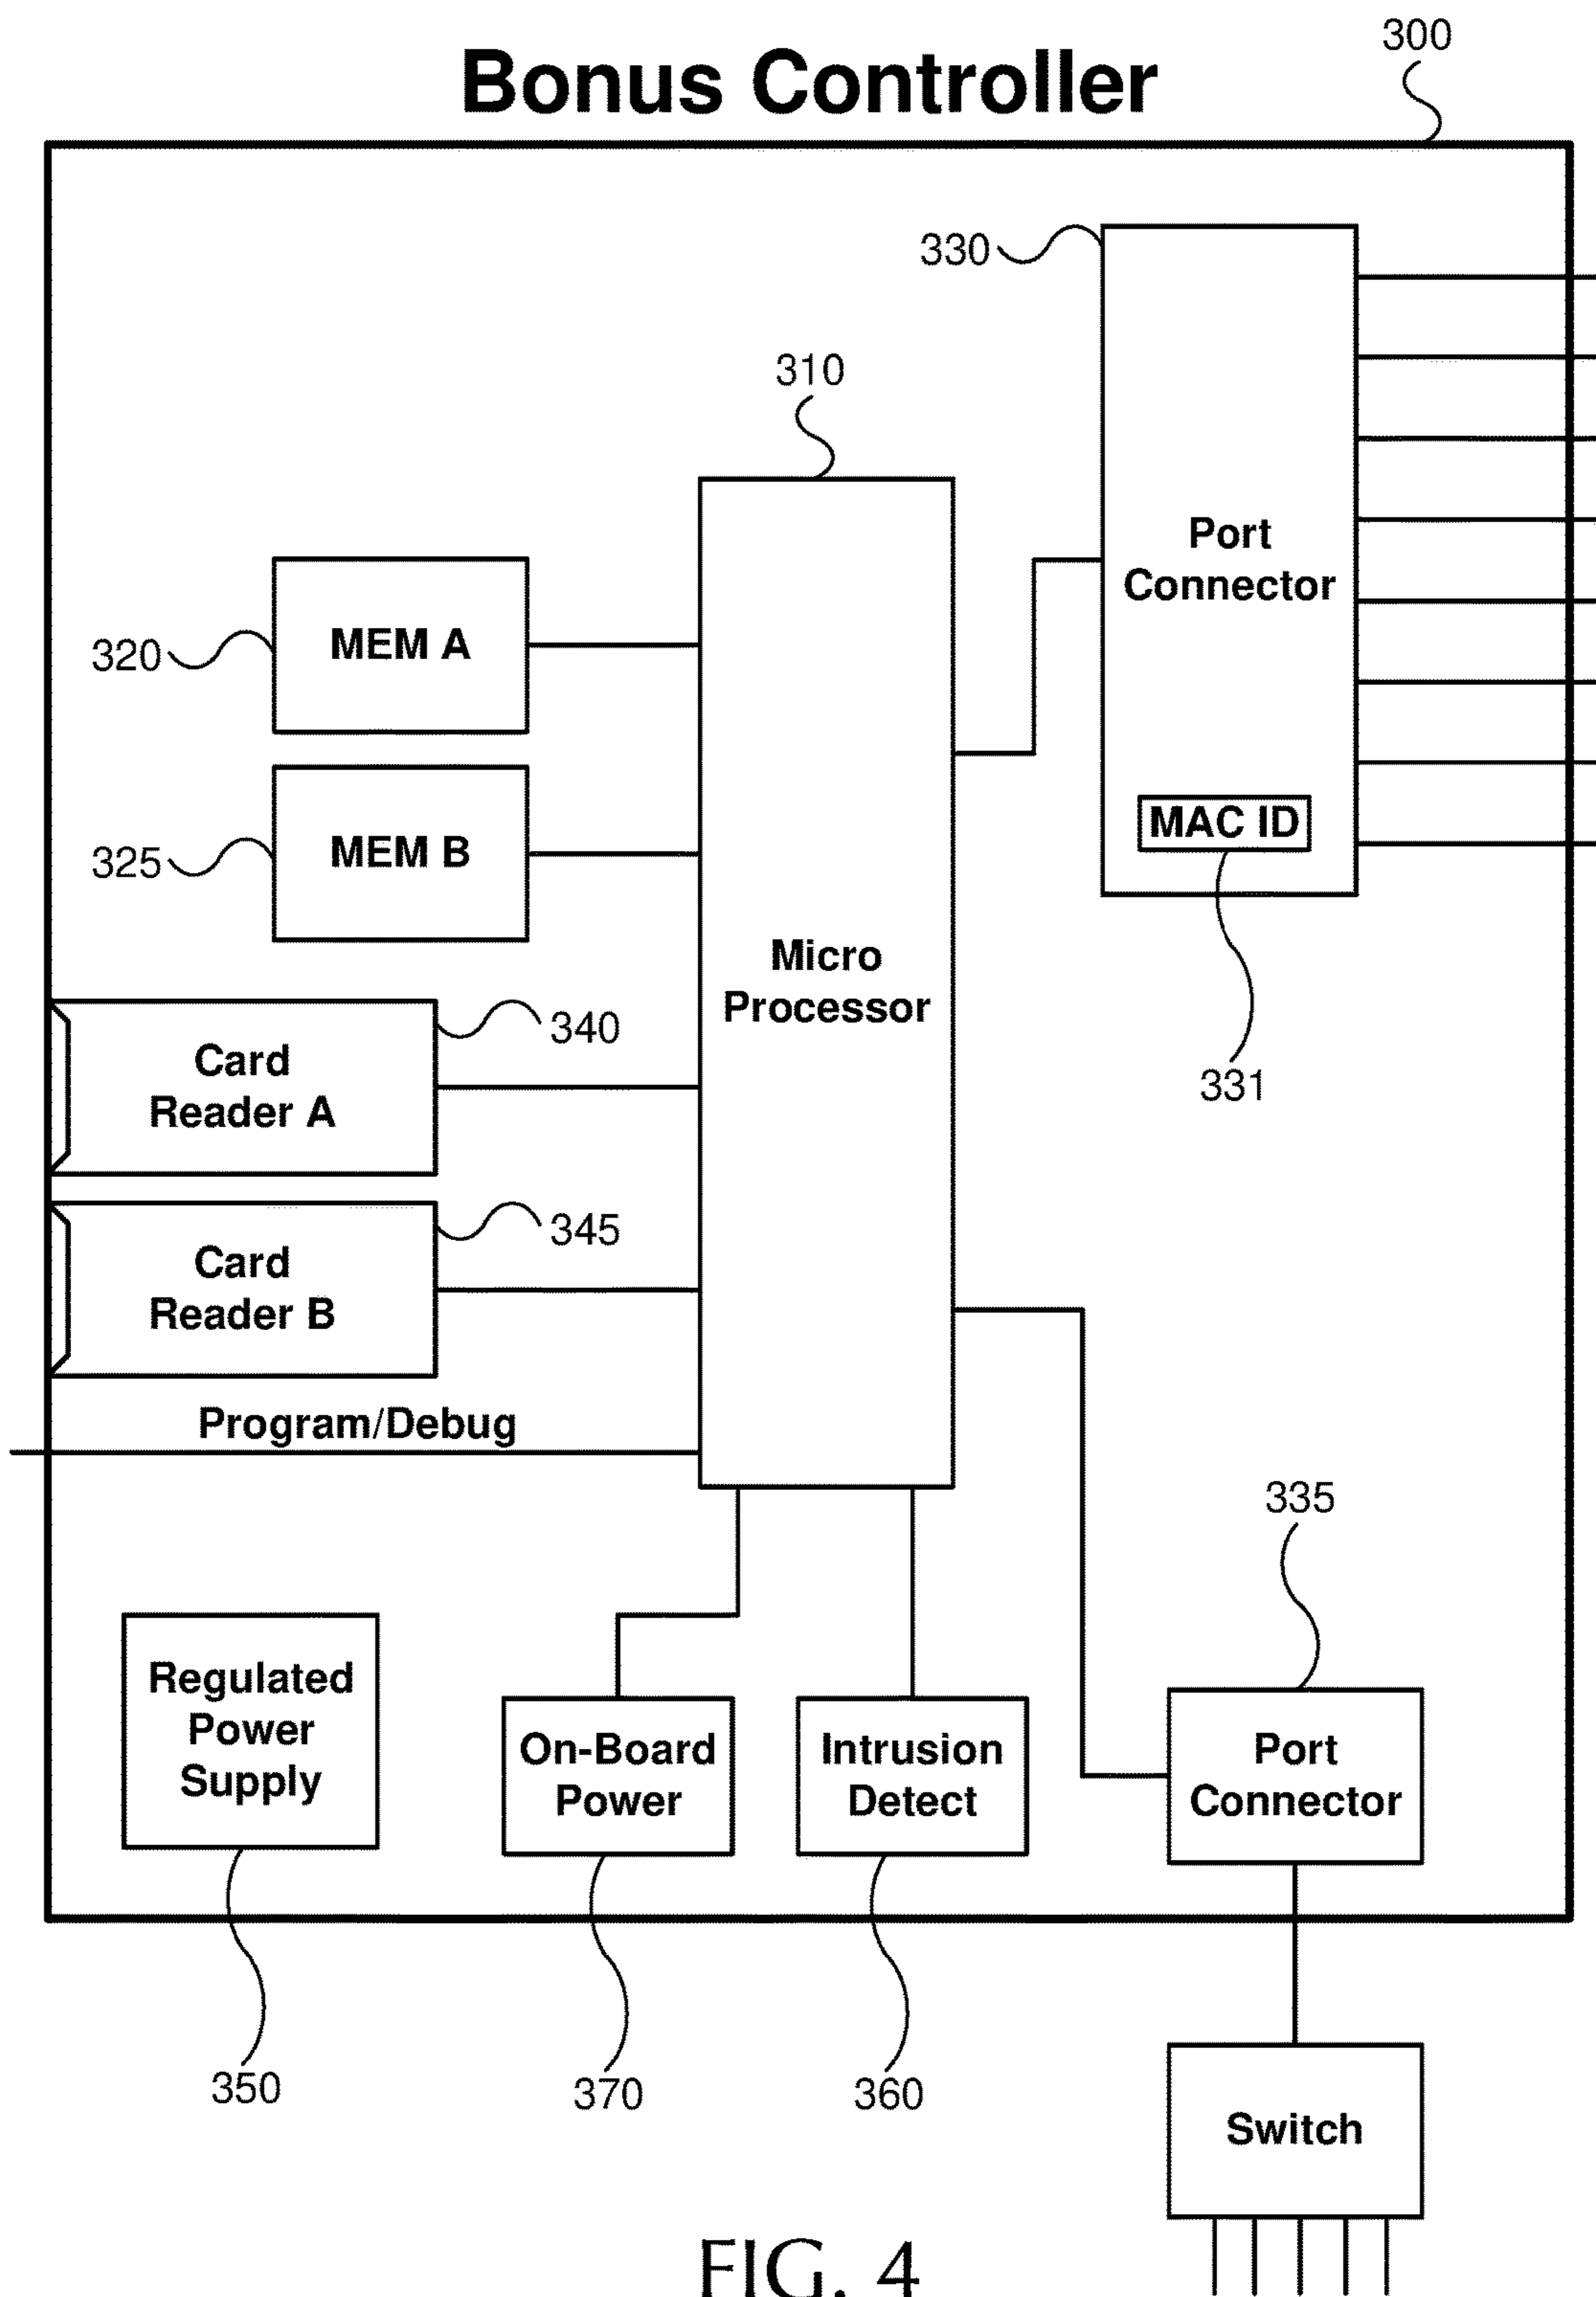 Bonus Controller
300
330
310
Port
Connector
MEM A
320
MAC ID
MEM B
325
Micro
Processor
340
Card
Reader A
331
345
Card
Reader B
Program/Debug
335
Regulated
Power
Supply
On-Board
Power
Intrusion
Detect
Port
Connector
350
370
360
Switch
FIG. 4